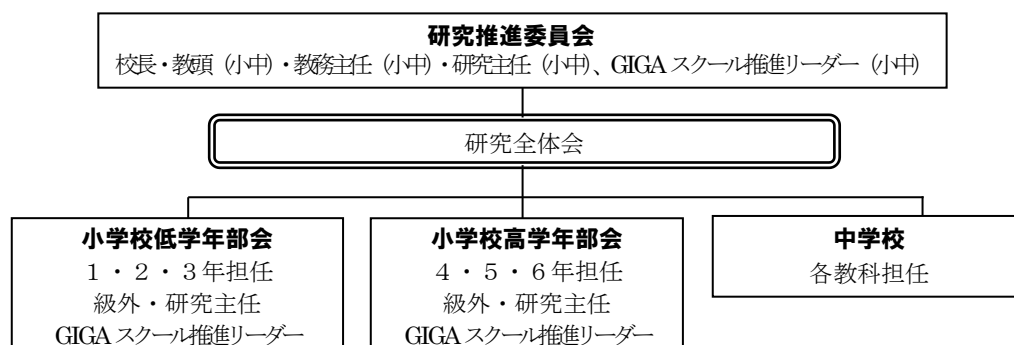 研究推進委員会
校長・教頭（小中）・教務主任（小中）・研究主任（小中）、GIGAスクール推進リーダー（小中）
研究全体会
小学校低学年部会
１・２・３年担任
級外・研究主任
GIGAスクール推進リーダー
小学校高学年部会
４・５・６年担任
級外・研究主任
GIGAスクール推進リーダー
中学校
各教科担任